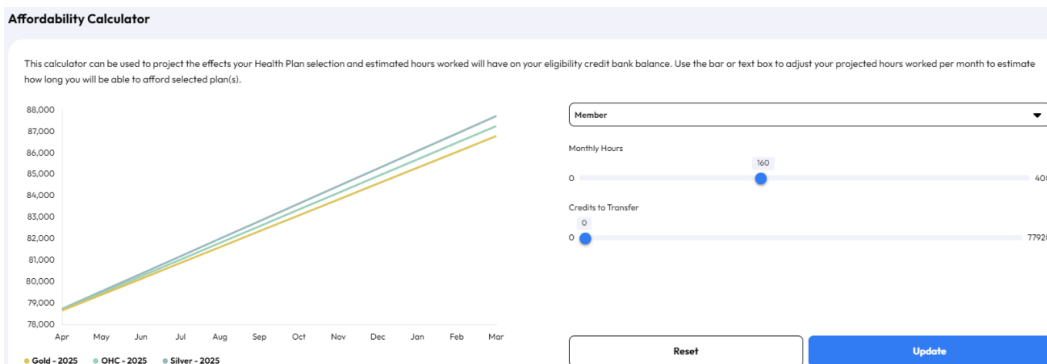 Affordability Calculator
This calculator can be used to project the effects your Health Plan selection and estimated hours worked will have on your eligibility credit bank balance. Use the bar or text box to adjust your projected hours worked per month to estimate
how long you will be able to afford selected plan(s).
88,000
87,000
86,000
85,000
84,000
83,000
82,000
81,000
80,000
79,000
78,000
Apr May Jun Jul Aug Sep Oct Nov Dec Jan Feb Mar
Gold - 2025 OHC - 2025 Silver - 2025
Member
Monthly Hours
160
0 400
Credits to Transfer
0
0 7792
Reset Update